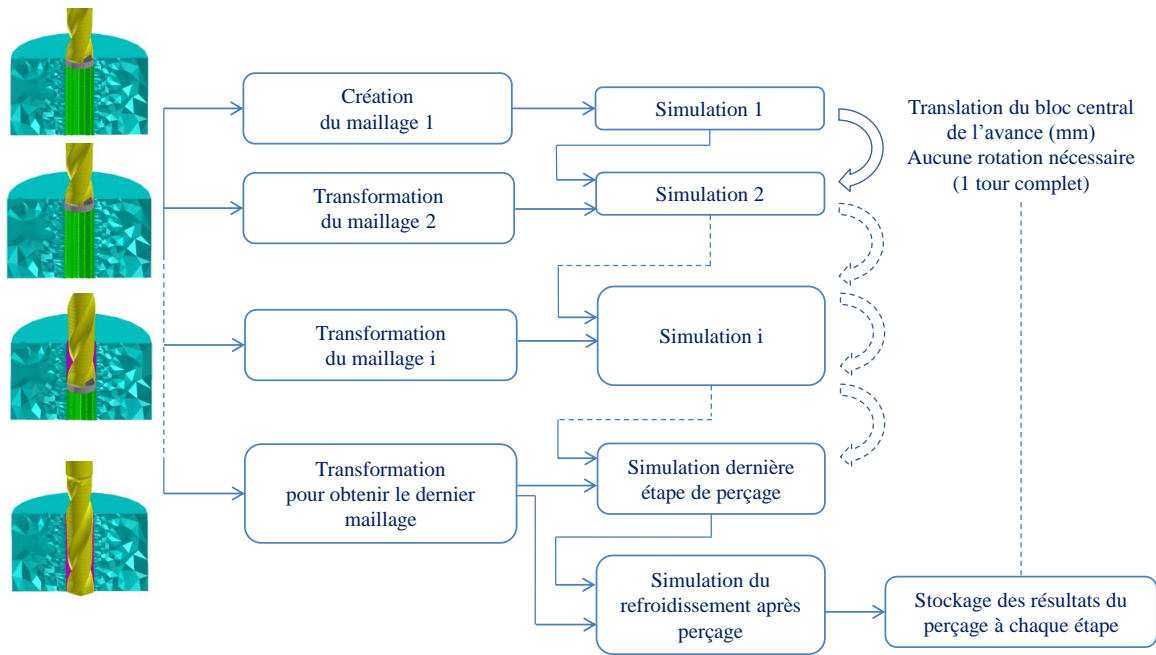 Création
du maillage 1
Simulation 1
Translation du bloc central
de l’avance (mm)
Aucune rotation nécessaire
(1 tour complet)
Transformation
du maillage 2
Simulation 2
Transformation
du maillage i
Simulation i
Transformation
pour obtenir le dernier
maillage
Simulation dernière
étape de perçage
Simulation du
refroidissement après
perçage
Stockage des résultats du
perçage à chaque étape